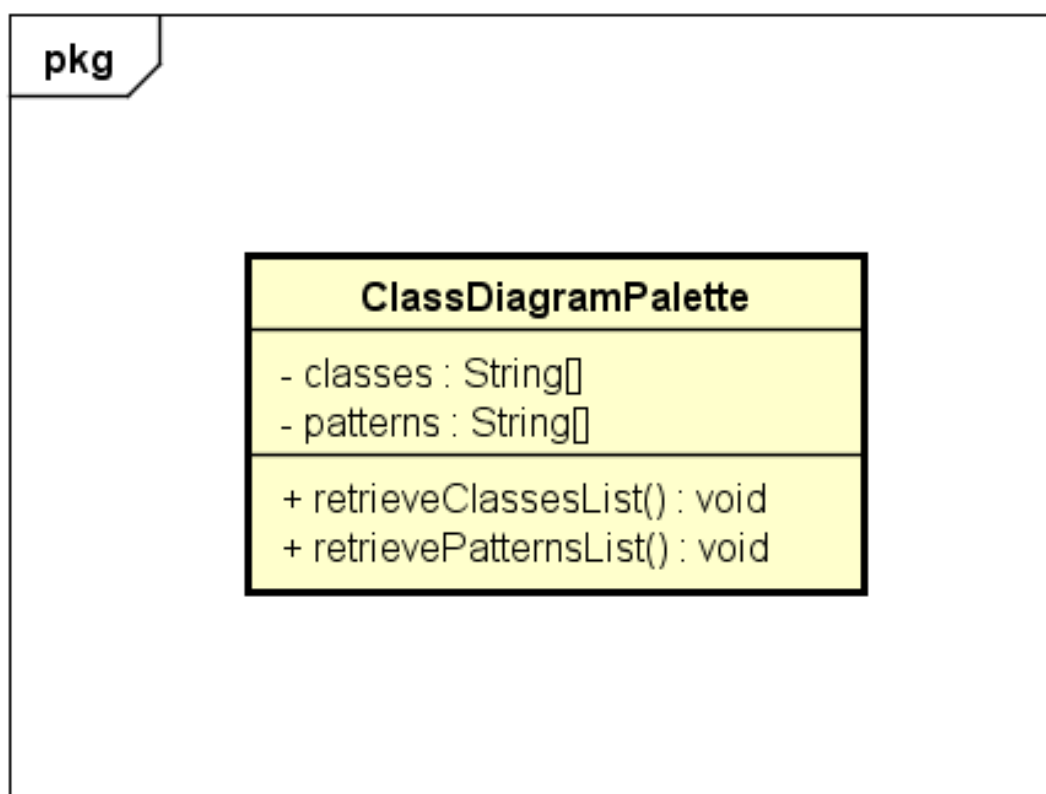 pkg
ClassDiagramPalette
- classes : String[]
- patterns : String[]
+ retrieveClassesList() : void
+ retrievePatternsList() : void